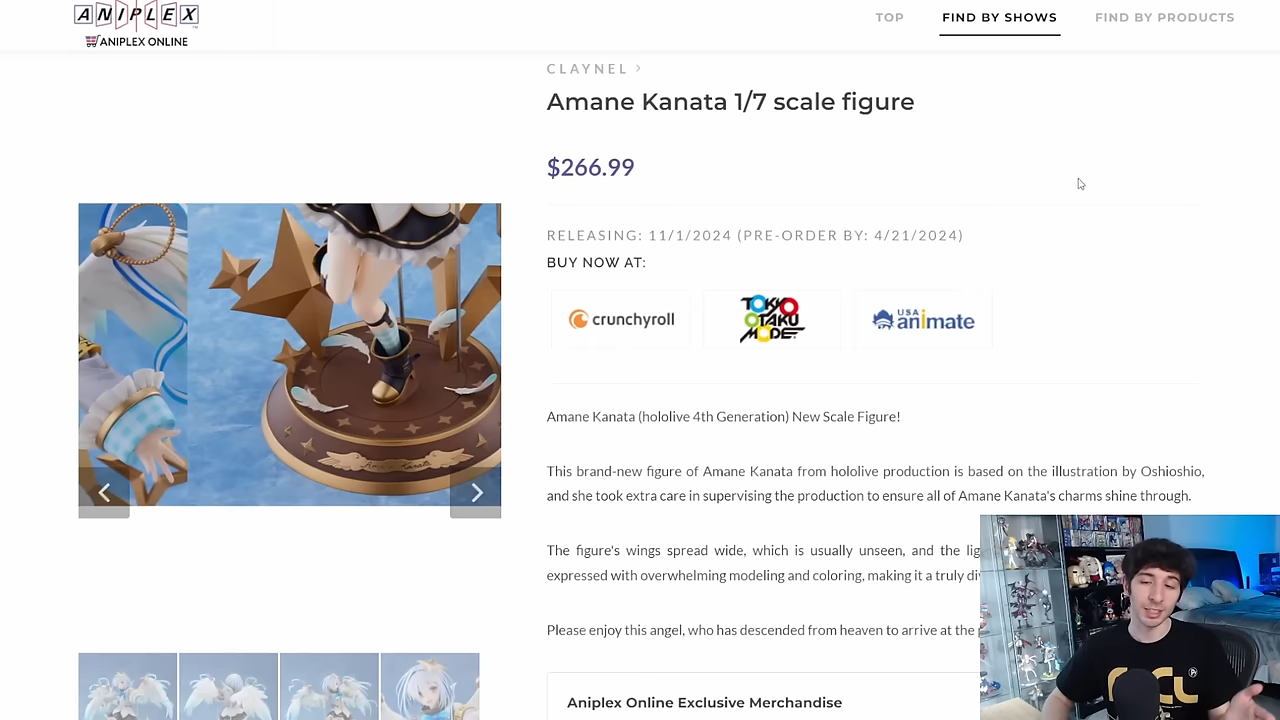 ANIPLEX
ANIPLEX ONLINE
TOP
FIND BY SHOWS
FIND BY PRODUCTS
CLAYNEL >
Amane Kanata 1/7 scale figure
$266.99
RELEASING: 11/1/2024 (PRE-ORDER BY: 4/21/2024)
BUY NOW AT:
crunchyroll
TOKYO OTAKU MODE
USA animate
Amane Kanata (hololive 4th Generation) New Scale Figure!
This brand-new figure of Amane Kanata from hololive production is based on the illustration by Oshioshio,
and she took extra care in supervising the production to ensure all of Amane Kanata's charms shine through.
The figure's wings spread wide, which is usually unseen, and the
expressed with overwhelming modeling and coloring, making it a truly
Please enjoy this angel, who has descended from heaven to arrive at the
Aniplex Online Exclusive Merchandise
Amane Kanata